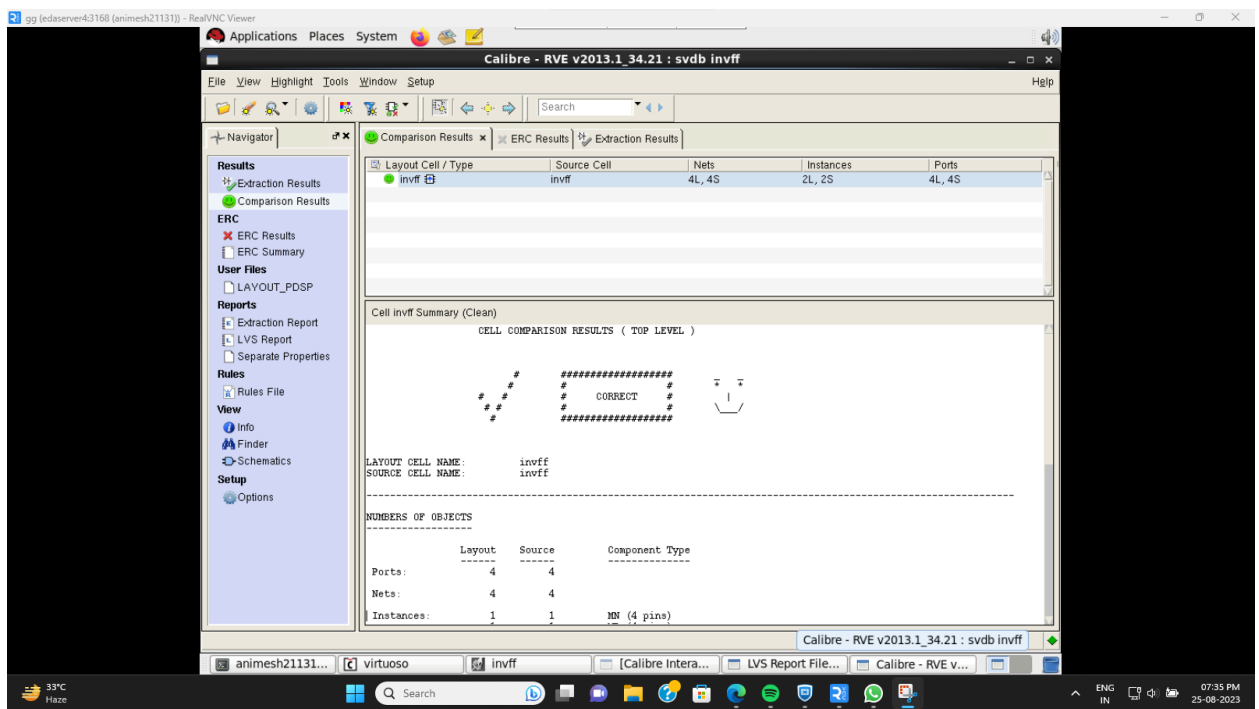 gg (edaserver4:3168 (animesh21131)) - RealVNC Viewer
Applications Places System
Calibre - RVE v2013.1_34.21 : svdb invff
File View Highlight Tools Window Setup Help
Search
Navigator
Comparison Results ERC Results Extraction Results
Results
Extraction Results
Comparison Results
ERC
ERC Results
ERC Summary
User Files
LAYOUT_PDSP
Reports
Extraction Report
LVS Report
Separate Properties
Rules
Rules File
View
Info
Finder
Schematics
Setup
Options
Layout Cell / Type Source Cell Nets Instances Ports
invff invff 4L, 4S 2L, 2S 4L, 4S
Cell invff Summary (Clean)
CELL COMPARISON RESULTS ( TOP LEVEL )
# ###################
# # #
# # # CORRECT #
# # # #
# ###################
LAYOUT CELL NAME: invff
SOURCE CELL NAME: invff
NUMBERS OF OBJECTS
Layout Source Component Type
Ports: 4 4
Nets: 4 4
Instances: 1 1 MN (4 pins)
Calibre - RVE v2013.1_34.21 : svdb invff
animesh21131... virtuoso invff [Calibre Intera... LVS Report File... Calibre - RVE v...
33°C
Haze
Search
ENG
IN
07:35 PM
25-08-2023